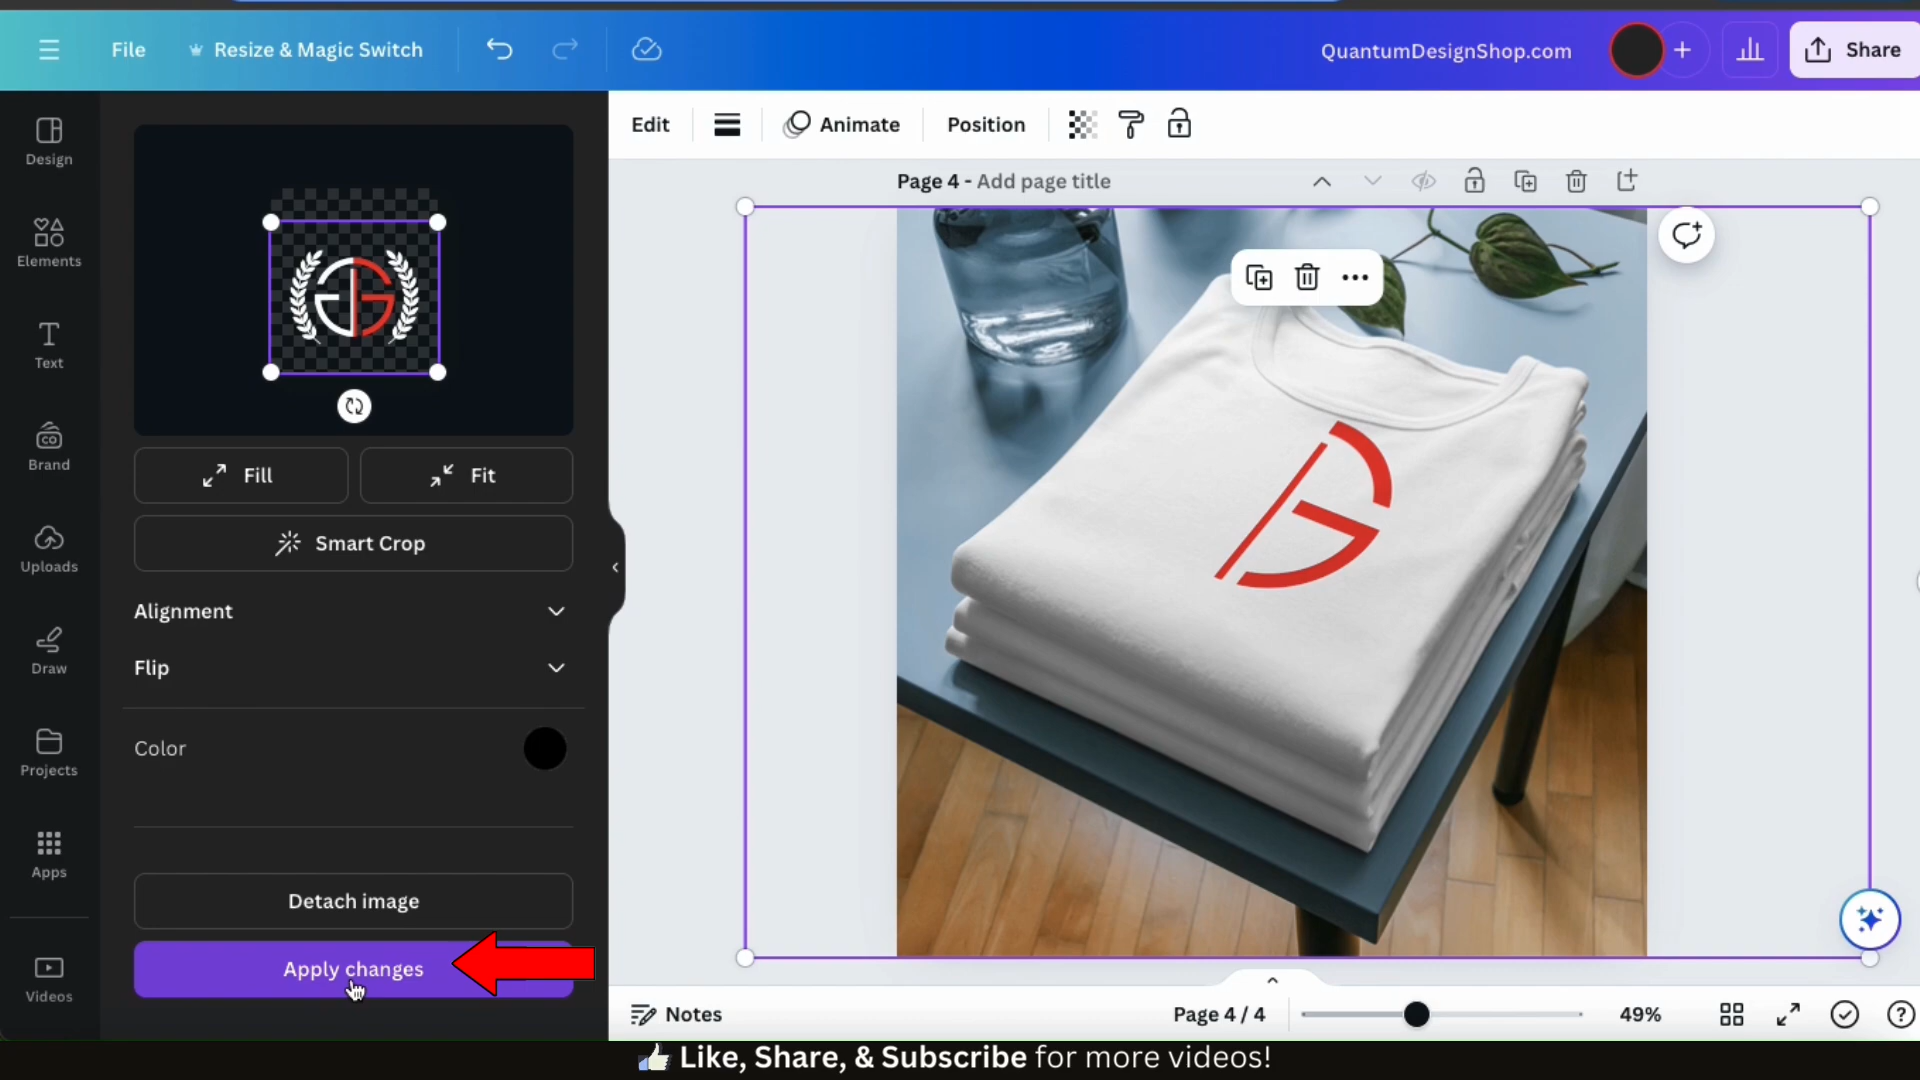 File
Resize & Magic Switch
QuantumDesignShop.com
Share
Design
Elements
Text
Brand
CO
Uploads
Draw
Projects
Apps
Videos
Fill
Fit
Smart Crop
Alignment
Flip
Color
Detach image
Apply changes
Edit
Animate
Position
Page 4 - Add page title
Notes
Page 4 / 4
49%
Like, Share, & Subscribe for more videos!